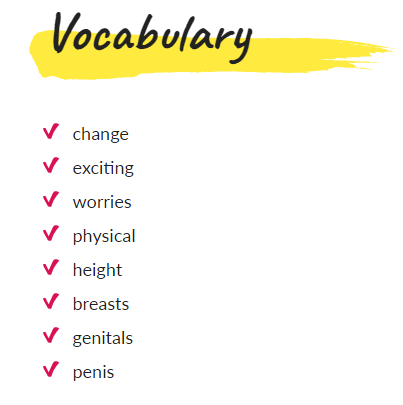 Vocabulary
change
exciting
worries
physical
height
breasts
genitals
penis